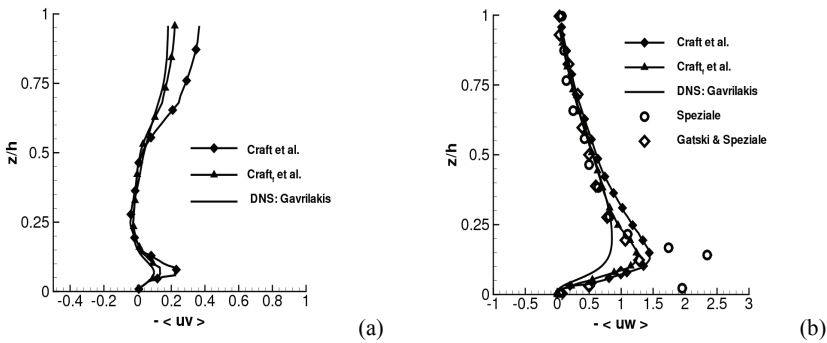 1
0.75
0.5
0.25
0
z/h
-0.4 -0.2 0 0.2 0.4 0.6 0.8 1
- < uv >
Craft et al.
Craft, et al.
DNS: Gavrilakis
(a)
1
0.75
0.5
0.25
0
z/h
-1 -0.5 0 0.5 1 1.5 2 2.5 3
- < uw >
Craft et al.
Craft, et al.
DNS: Gavrilakis
Speziale
Gatski & Speziale
(b)